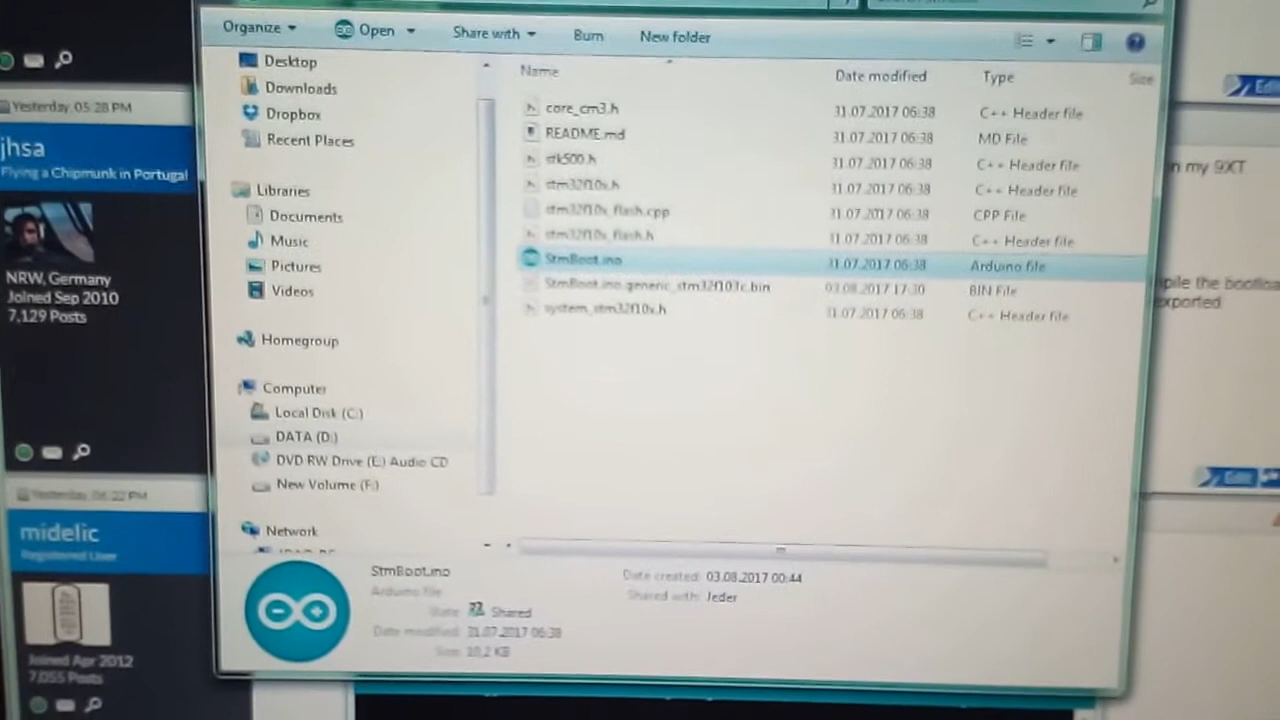 Organize
Open
Share with
Burn
New folder
Desktop
Downloads
Dropbox
Recent Places
Libraries
Documents
Music
Pictures
Videos
Homegroup
Computer
Local Disk (C:)
DATA (D:)
DVD RW Drive (E:) Audio CD
New Volume (F:)
Network
Name Date modified Type Size
core_cm3.h 31.07.2017 06:38 C++ Header file
README.md 31.07.2017 06:38 MD File
stk500.h 31.07.2017 06:38 C++ Header file
stm32f10x.h 31.07.2017 06:38 C++ Header file
stm32f10x_flash.cpp 31.07.2017 06:38 CPP File
stm32f10x_flash.h 31.07.2017 06:38 C++ Header file
StmBoot.ino 31.07.2017 06:38 Arduino file
StmBoot.ino.generic_stm32f103c.bin 03.08.2017 17:30 BIN File
system_stm32f10x.h 31.07.2017 06:38 C++ Header file
StmBoot.ino
Arduino file
State: Shared
Date modified: 31.07.2017 06:38
Size: 10,2 KB
Date created: 03.08.2017 00:44
Shared with: Jeder
Yesterday, 05:28 PM
jhsa
Flying a Chipmunk in Portugal
NRW, Germany
Joined Sep 2010
7,129 Posts
Yesterday, 06:22 PM
midelic
Registered User
Joined Apr 2012
7,055 Posts
Edit
n my 9XT
pile the bootloa
exported
Edit